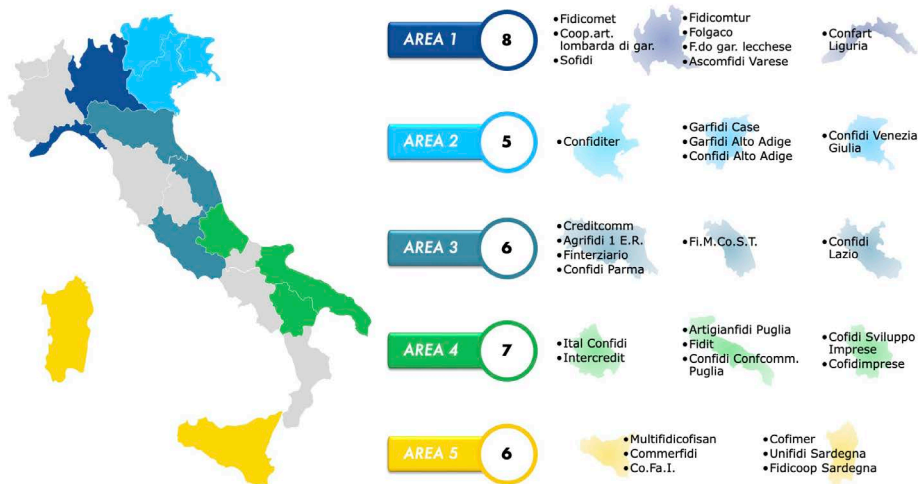 AREA 1
8
•Fidicomet
•Coop.art.
lombarda di gar.
•Sofidi
•Fidicomtur
•Folgaco
•F.do gar. lecchese
•Ascomfidi Varese
•Confart
Liguria
AREA 2
5
•Confiditer
•Garfidi Case
•Garfidi Alto Adige
•Confidi Alto Adige
•Confidi Venezia
Giulia
AREA 3
6
•Creditcomm
•Agrifidi 1 E.R.
•Finterziario
•Confidi Parma
•Fi.M.Co.S.T.
•Confidi
Lazio
AREA 4
7
•Ital Confidi
•Intercredit
•Artigianfidi Puglia
•Fidit
•Confidi Confcomm.
Puglia
•Cofidi Sviluppo
Imprese
•Cofidimprese
AREA 5
6
•Multifidicofisan
•Commerfidi
•Co.Fa.I.
•Cofimer
•Unifidi Sardegna
•Fidicoop Sardegna